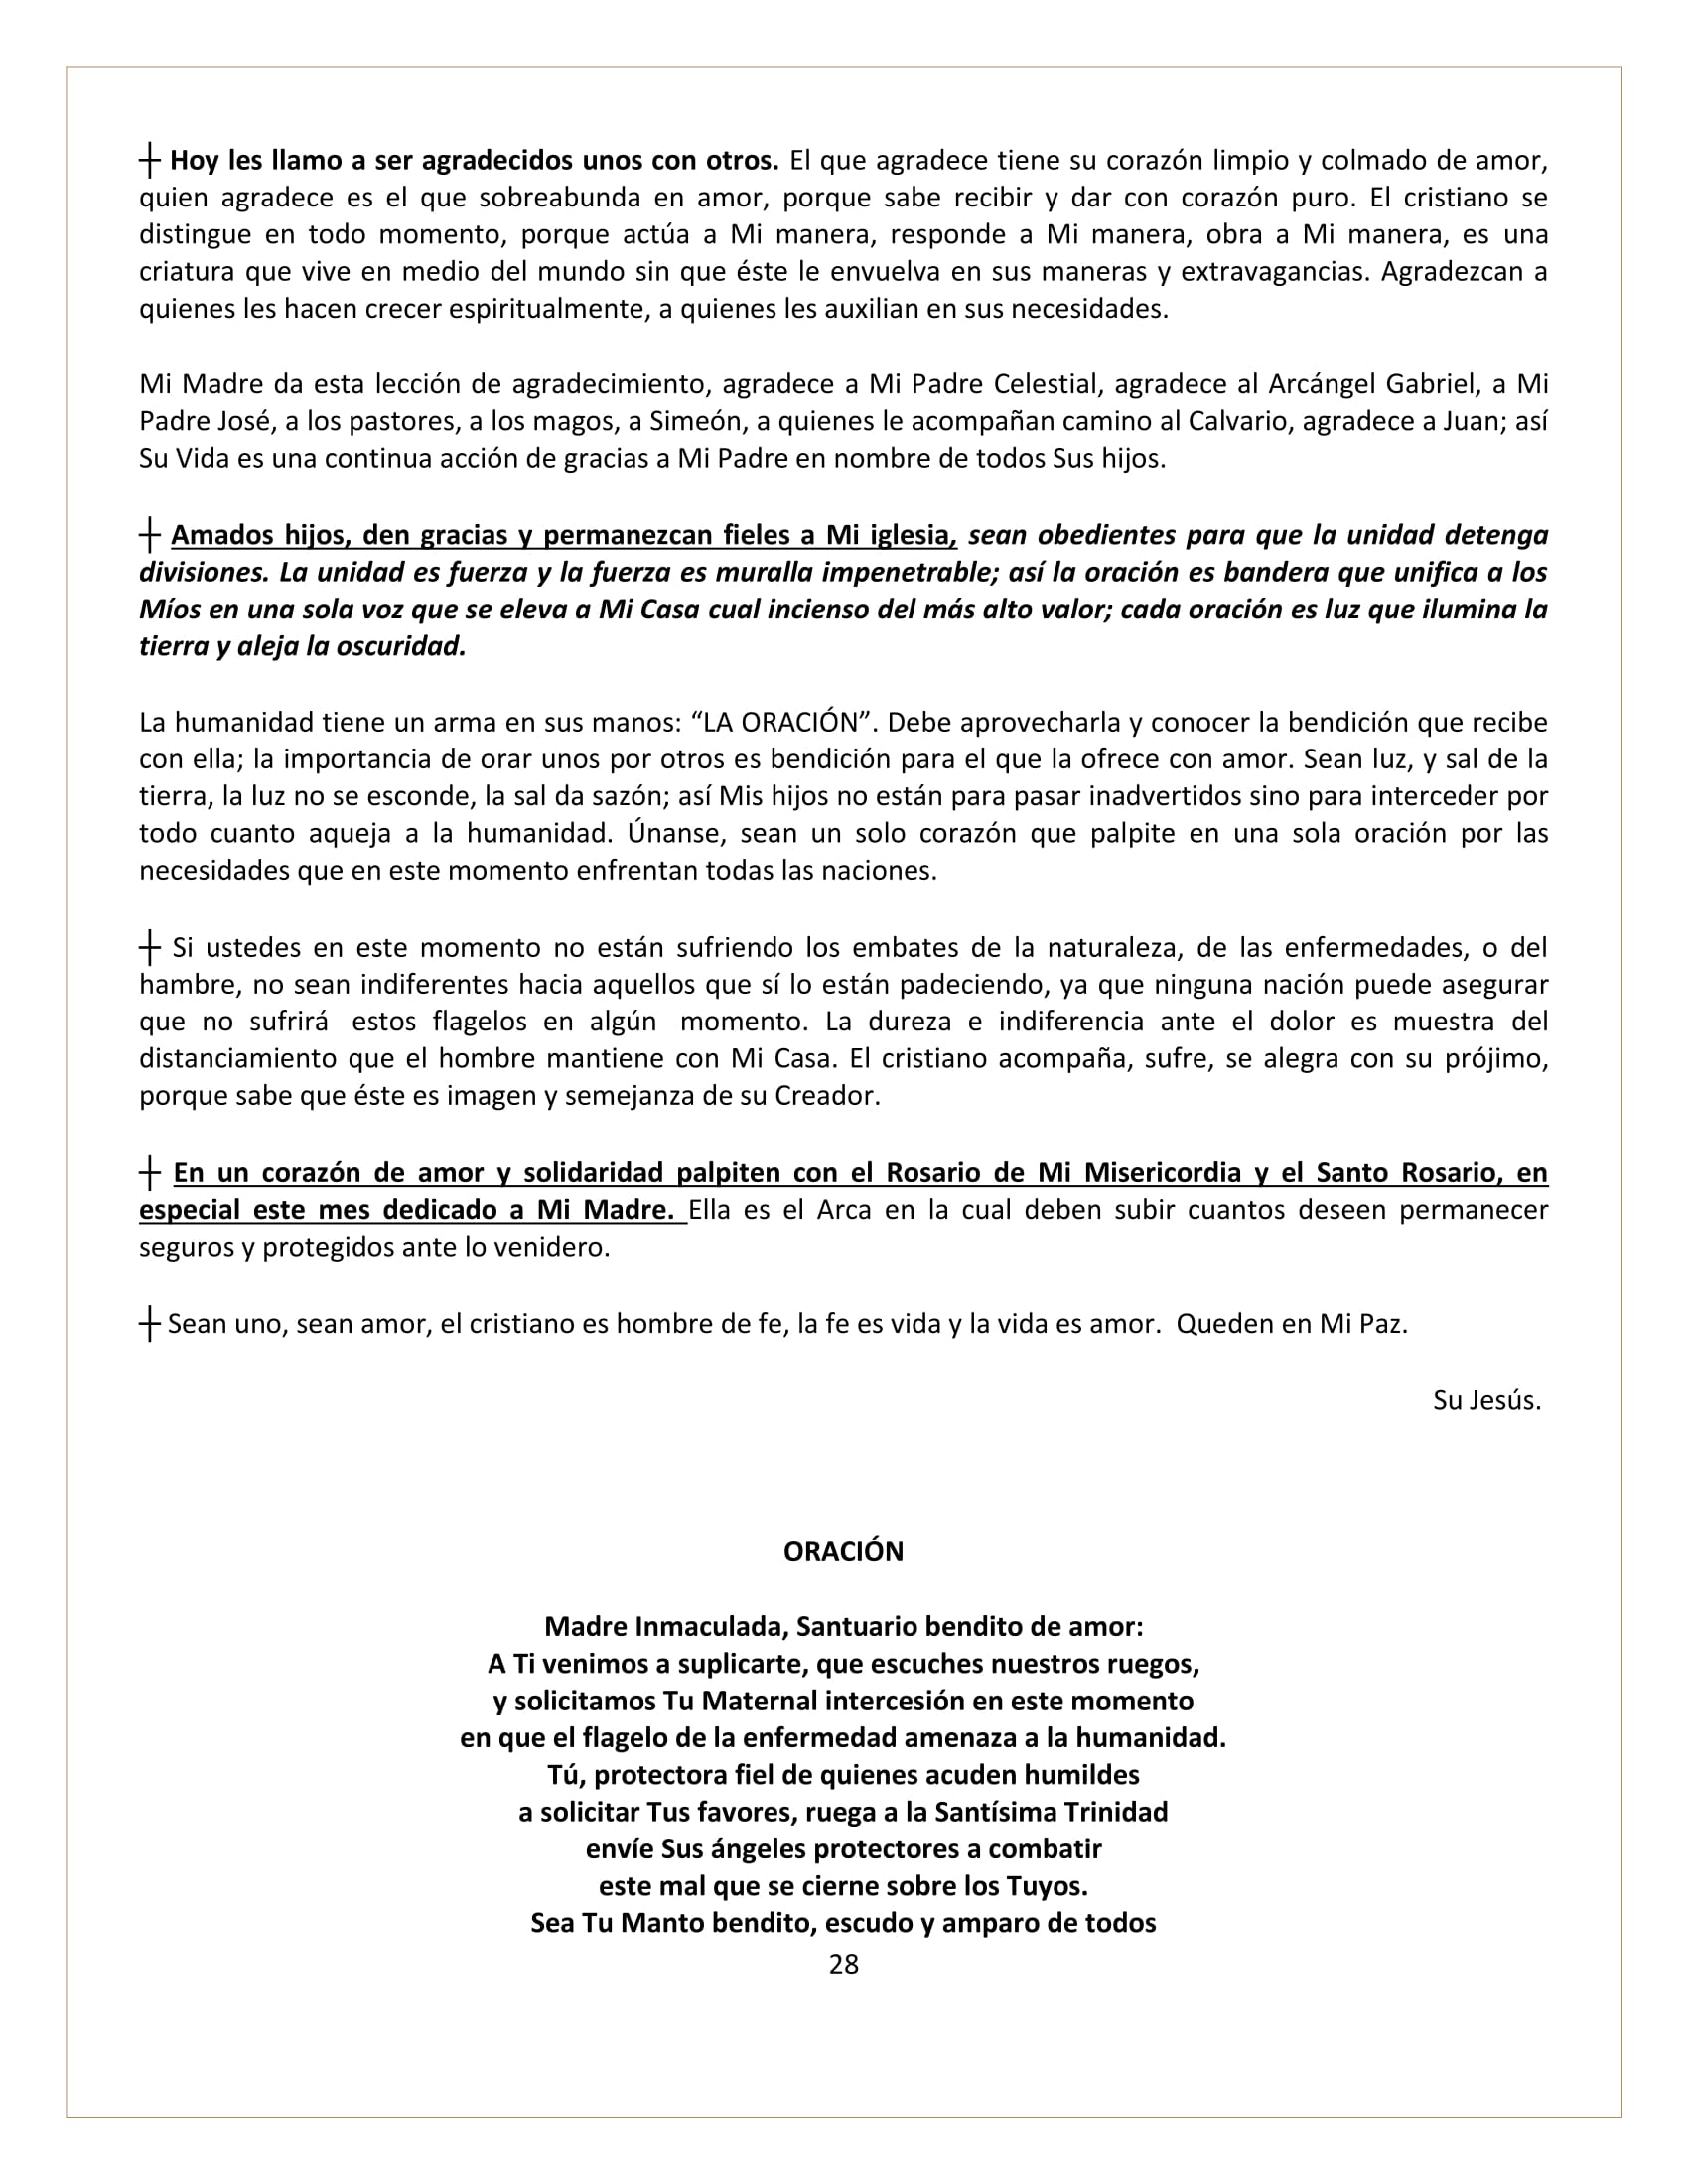 ┼ Hoy les llamo a ser agradecidos unos con otros. El que agradece tiene su corazón limpio y colmado de amor,
quien agradece es el que sobreabunda en amor, porque sabe recibir y dar con corazón puro. El cristiano se
distingue en todo momento, porque actúa a Mi manera, responde a Mi manera, obra a Mi manera, es una
criatura que vive en medio del mundo sin que éste le envuelva en sus maneras y extravagancias. Agradezcan a
quienes les hacen crecer espiritualmente, a quienes les auxilian en sus necesidades.
Mi Madre da esta lección de agradecimiento, agradece a Mi Padre Celestial, agradece al Arcángel Gabriel, a Mi
Padre José, a los pastores, a los magos, a Simeón, a quienes le acompañan camino al Calvario, agradece a Juan; así
Su Vida es una continua acción de gracias a Mi Padre en nombre de todos Sus hijos.
┼ Amados hijos, den gracias y permanezcan fieles a Mi iglesia, sean obedientes para que la unidad detenga
divisiones. La unidad es fuerza y la fuerza es muralla impenetrable; así la oración es bandera que unifica a los
Míos en una sola voz que se eleva a Mi Casa cual incienso del más alto valor; cada oración es luz que ilumina la
tierra y aleja la oscuridad.
La humanidad tiene un arma en sus manos: “LA ORACIÓN”. Debe aprovecharla y conocer la bendición que recibe
con ella; la importancia de orar unos por otros es bendición para el que la ofrece con amor. Sean luz, y sal de la
tierra, la luz no se esconde, la sal da sazón; así Mis hijos no están para pasar inadvertidos sino para interceder por
todo cuanto aqueja a la humanidad. Únanse, sean un solo corazón que palpite en una sola oración por las
necesidades que en este momento enfrentan todas las naciones.
┼ Si ustedes en este momento no están sufriendo los embates de la naturaleza, de las enfermedades, o del
hambre, no sean indiferentes hacia aquellos que sí lo están padeciendo, ya que ninguna nación puede asegurar
que no sufrirá estos flagelos en algún momento. La dureza e indiferencia ante el dolor es muestra del
distanciamiento que el hombre mantiene con Mi Casa. El cristiano acompaña, sufre, se alegra con su prójimo,
porque sabe que éste es imagen y semejanza de su Creador.
┼ En un corazón de amor y solidaridad palpiten con el Rosario de Mi Misericordia y el Santo Rosario, en
especial este mes dedicado a Mi Madre. Ella es el Arca en la cual deben subir cuantos deseen permanecer
seguros y protegidos ante lo venidero.
┼ Sean uno, sean amor, el cristiano es hombre de fe, la fe es vida y la vida es amor. Queden en Mi Paz.
Su Jesús.
ORACIÓN
Madre Inmaculada, Santuario bendito de amor:
A Ti venimos a suplicarte, que escuches nuestros ruegos,
y solicitamos Tu Maternal intercesión en este momento
en que el flagelo de la enfermedad amenaza a la humanidad.
Tú, protectora fiel de quienes acuden humildes
a solicitar Tus favores, ruega a la Santísima Trinidad
envíe Sus ángeles protectores a combatir
este mal que se cierne sobre los Tuyos.
Sea Tu Manto bendito, escudo y amparo de todos
28